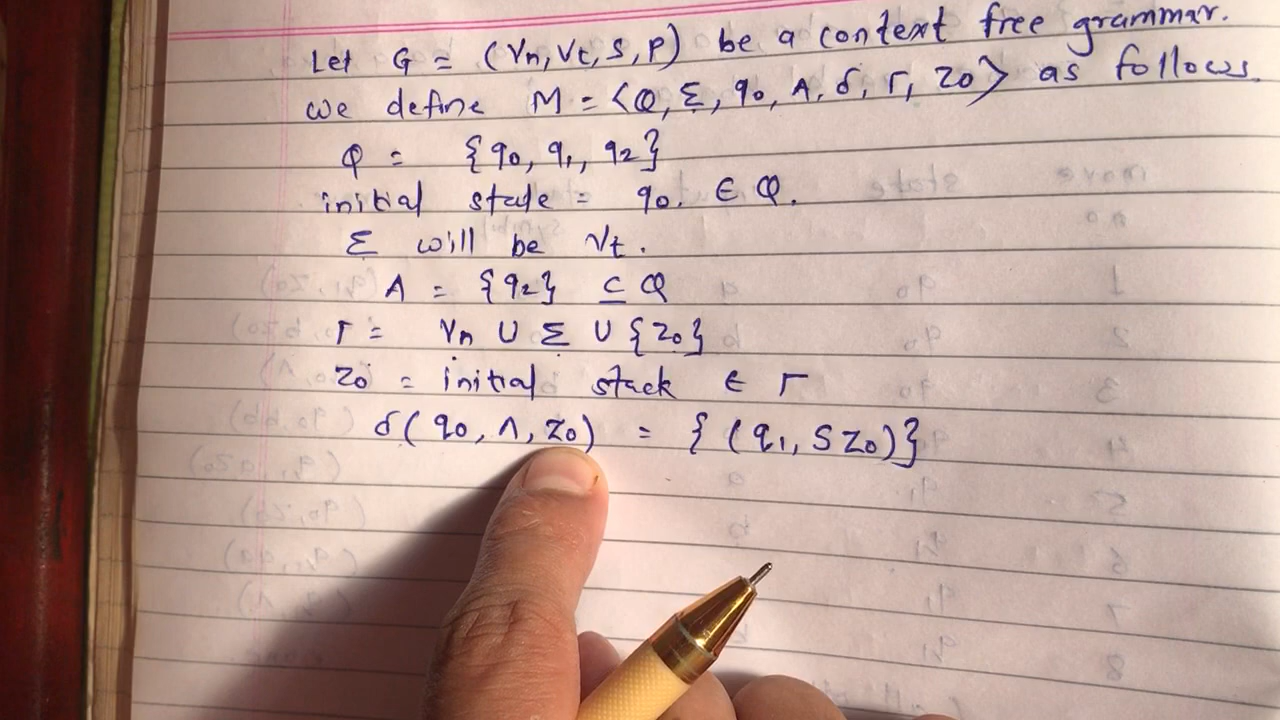 Let G = (Vn, Vt, S, P) be a context free grammar.
we define M = <Q, Σ, q0, A, δ, Γ, Z0> as follows.
Q = {q0, q1, q2}
initial state = q0. ∈ Q.
Σ will be Vt.
A = {q2} ⊆ Q
Γ = Vn ∪ Σ ∪ {Z0}
Z0 = initial stack ∈ Γ
δ(q0, Λ, Z0) = {(q1, SZ0)}